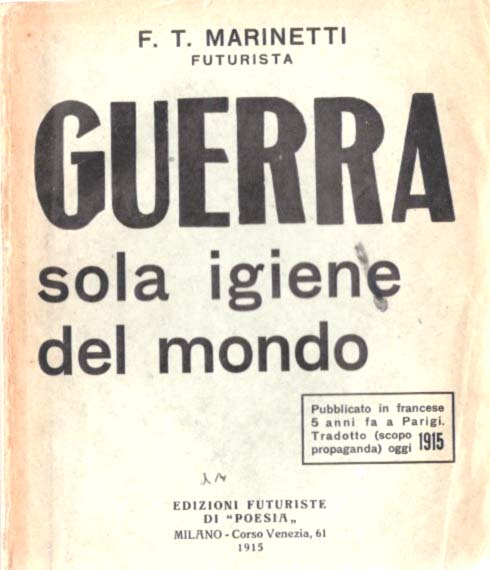 F. T. MARINETTI
FUTURISTA
GUERRA
sola igiene
del mondo
Pubblicato in francese
5 anni fa a Parigi.
Tradotto (scopo
propaganda) oggi 1915
EDIZIONI FUTURISTE
DI "POESIA„
MILANO - Corso Venezia, 61
1915